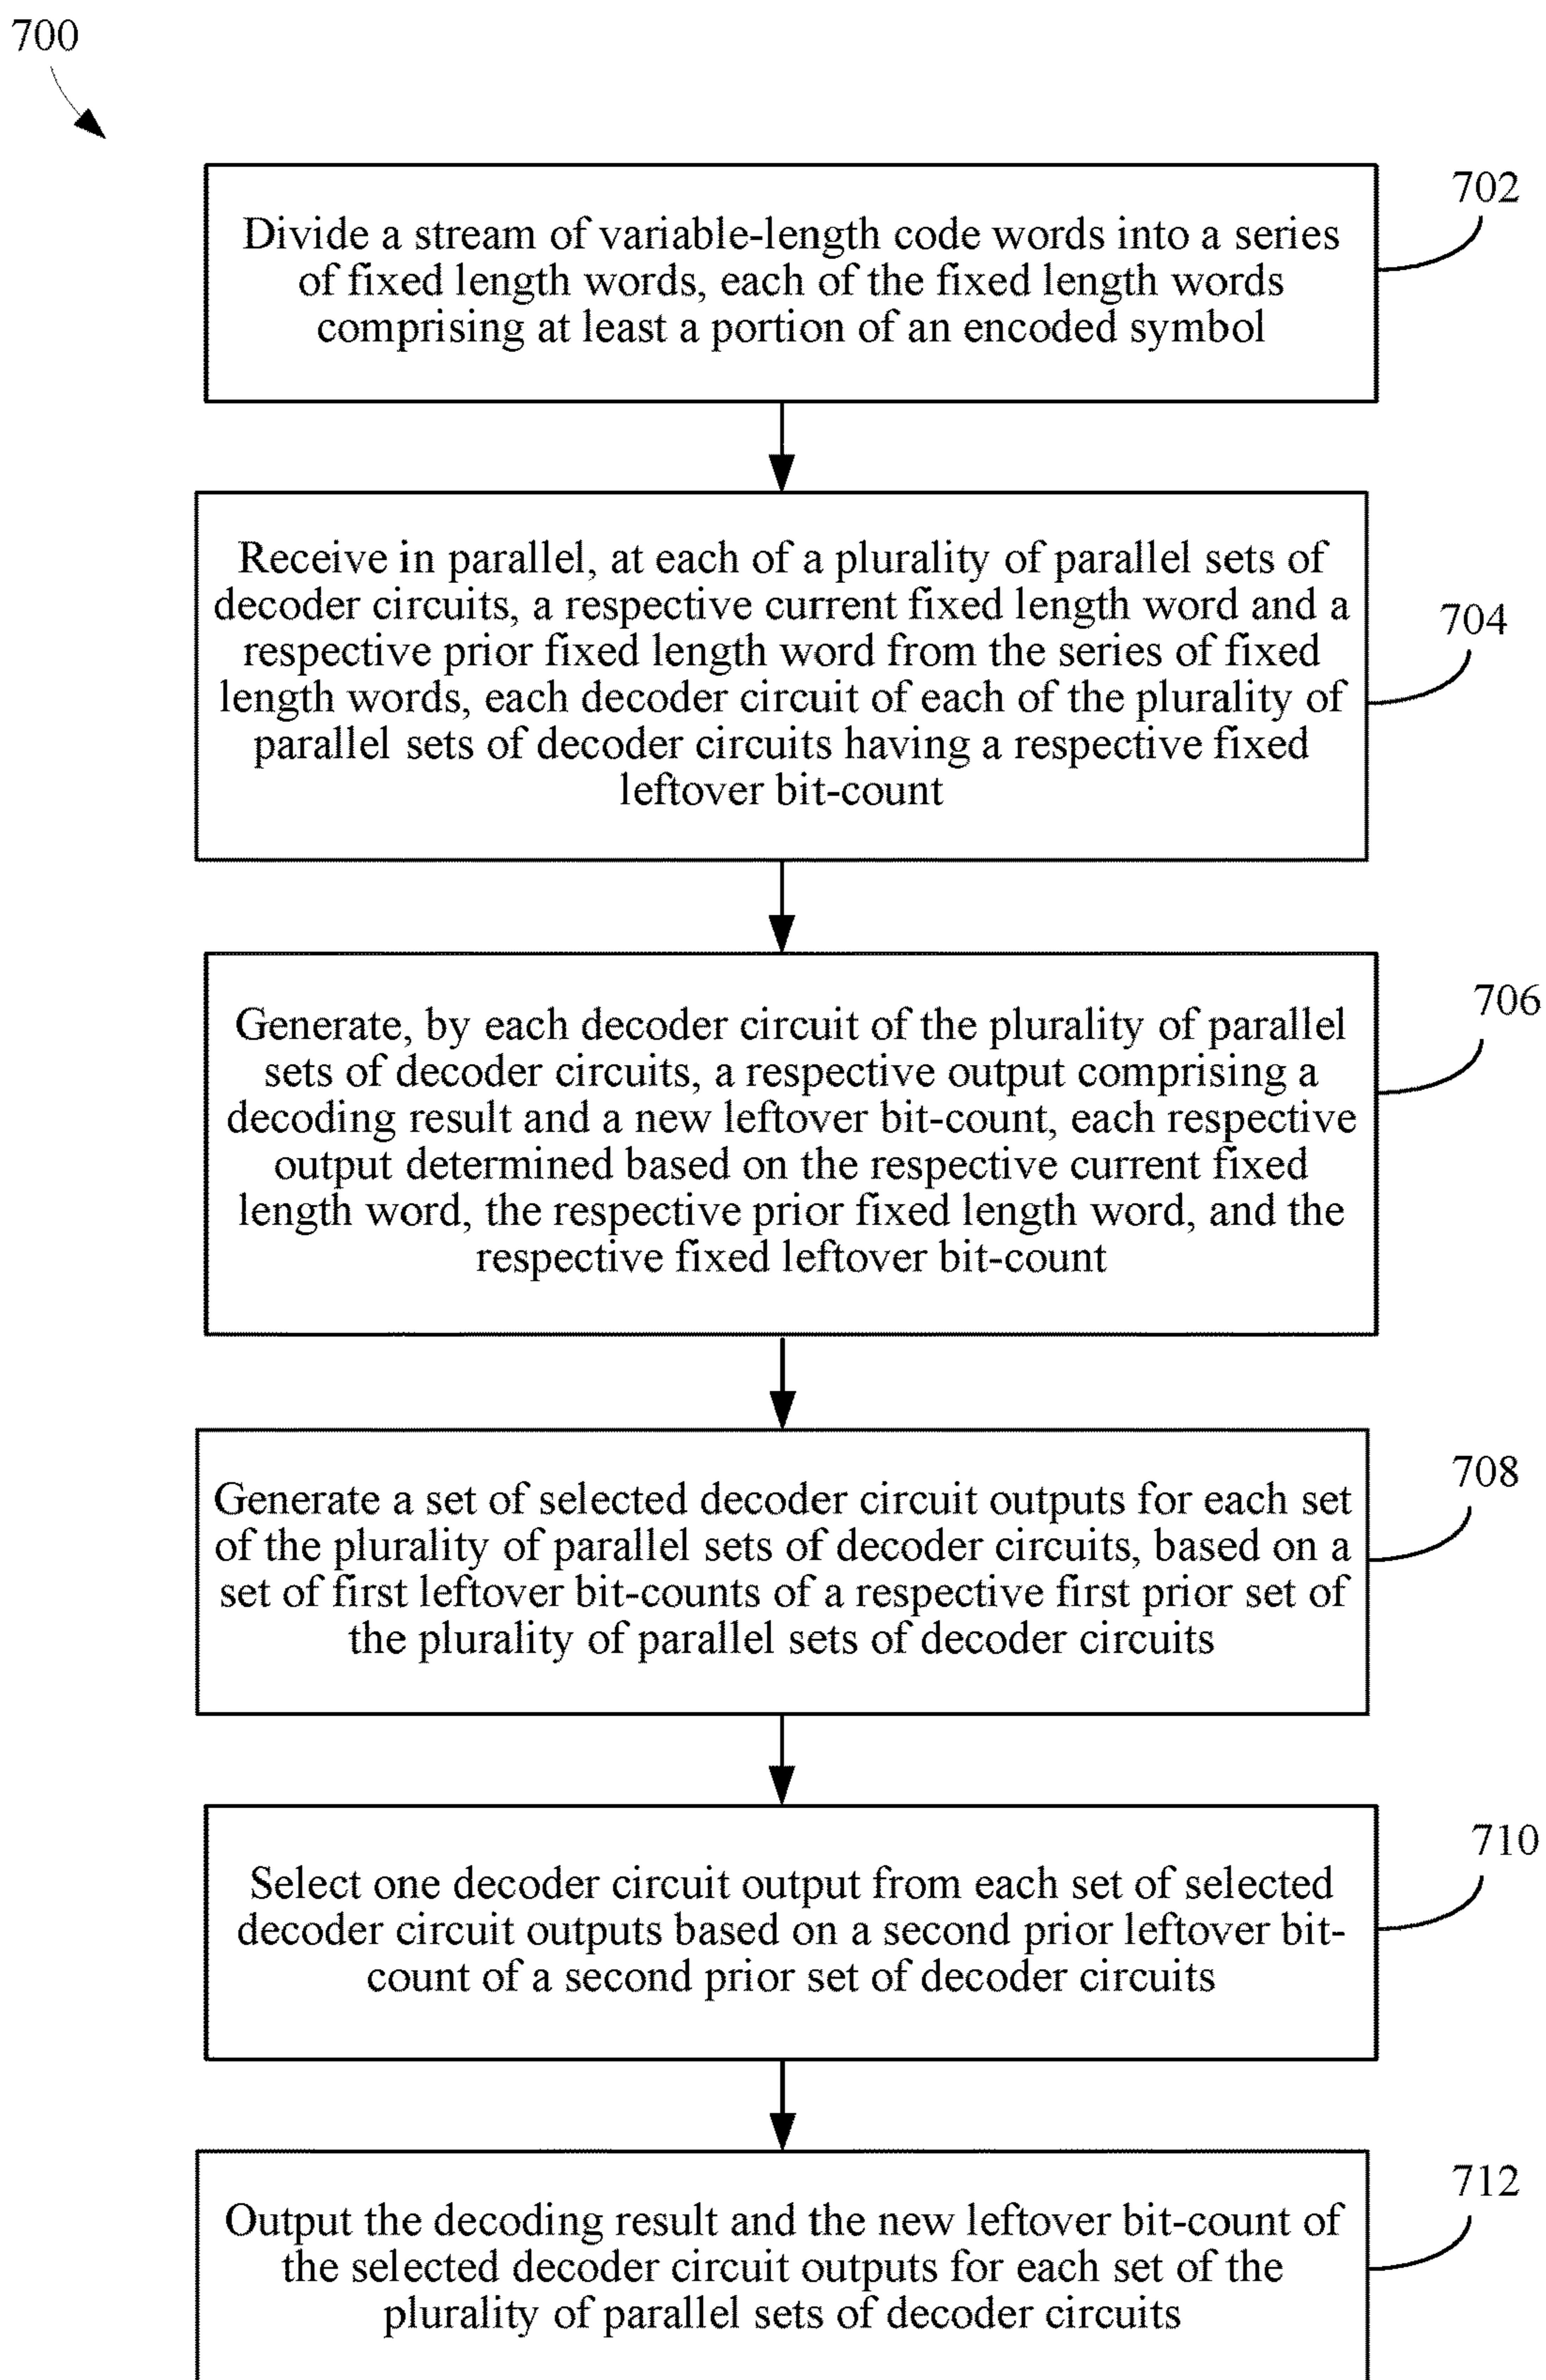 700
702
Divide a stream of variable-length code words into a series
of fixed length words, each of the fixed length words
comprising at least a portion of an encoded symbol
704
Receive in parallel, at each of a plurality of parallel sets of
decoder circuits, a respective current fixed length word and a
respective prior fixed length word from the series of fixed
length words, each decoder circuit of each of the plurality of
parallel sets of decoder circuits having a respective fixed
leftover bit-count
706
Generate, by each decoder circuit of the plurality of parallel
sets of decoder circuits, a respective output comprising a
decoding result and a new leftover bit-count, each respective
output determined based on the respective current fixed
length word, the respective prior fixed length word, and the
respective fixed leftover bit-count
708
Generate a set of selected decoder circuit outputs for each set
of the plurality of parallel sets of decoder circuits, based on a
set of first leftover bit-counts of a respective first prior set of
the plurality of parallel sets of decoder circuits
710
Select one decoder circuit output from each set of selected
decoder circuit outputs based on a second prior leftover bit-
count of a second prior set of decoder circuits
712
Output the decoding result and the new leftover bit-count of
the selected decoder circuit outputs for each set of the
plurality of parallel sets of decoder circuits